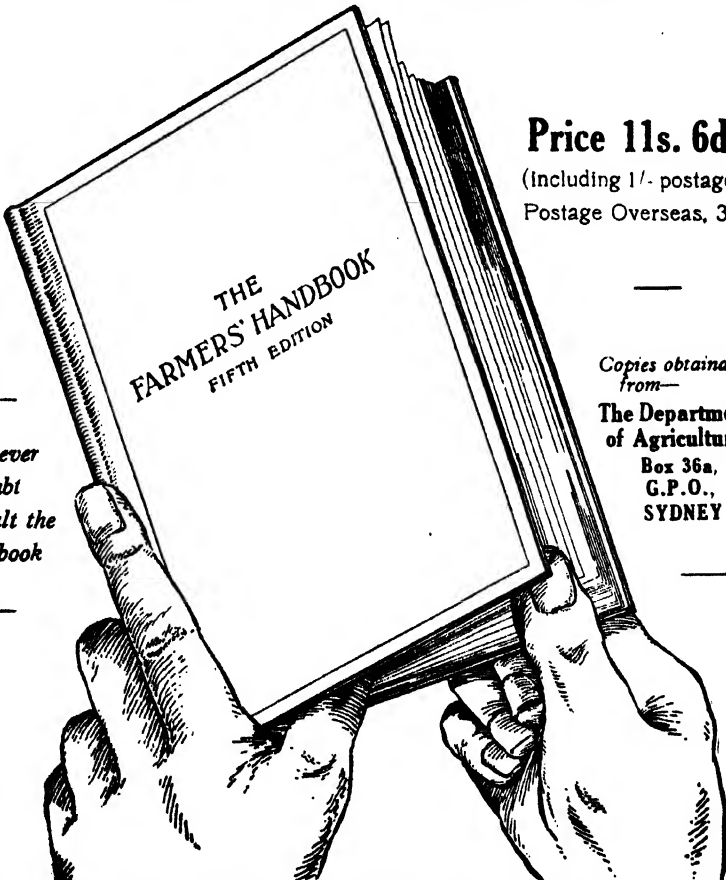 THE
FARMERS' HANDBOOK
FIFTH EDITION
Price 11s. 6d
(including 1/- postage
Postage Overseas, 3
Copies obtaina
from—
The Departme
of Agricultur
Box 36a,
G.P.O.,
SYDNEY
ever
bt
lt the
book